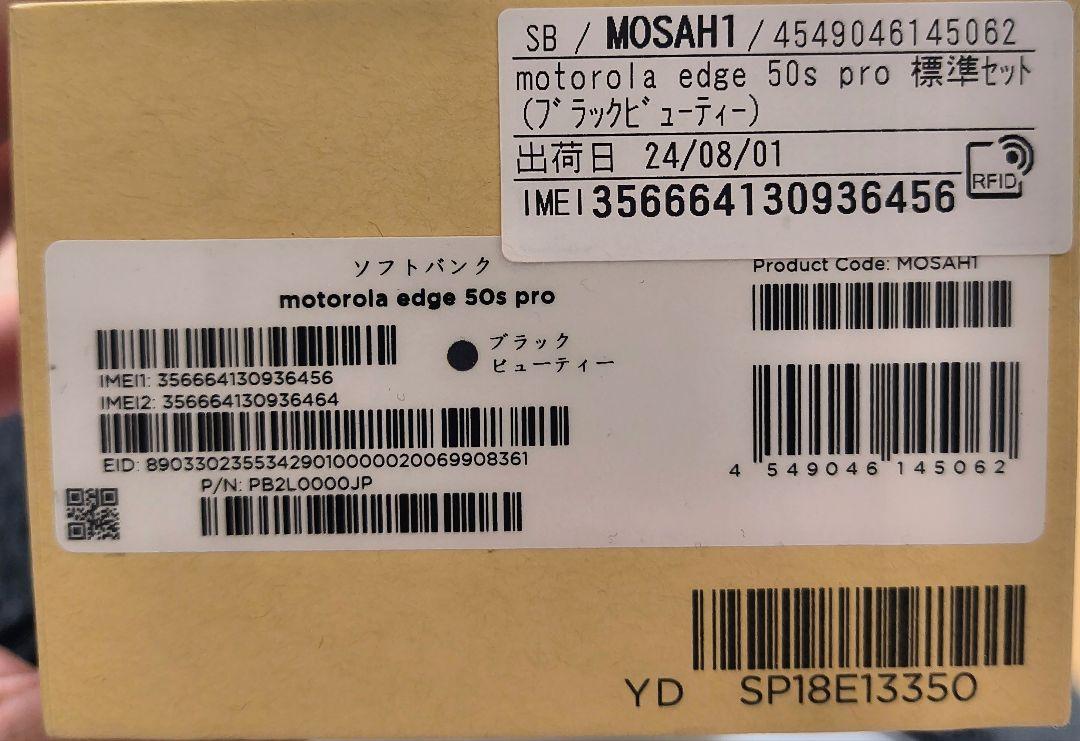 SB / MOSAH1 / 4549046145062
motorola edge 50s pro 標準ｾｯﾄ
(ﾌﾞﾗｯｸﾋﾞｭｰﾃｨｰ)
出荷日 24/08/01
RFID
IMEI 356664130936456
ソフトバンク
motorola edge 50s pro
Product Code: MOSAH1
ブラック
ビューティー
IMEI1: 356664130936456
IMEI2: 356664130936464
EID: 89033023553429010000020069908361
4 549046 145062
P/N: PB2L0000JP
YD SP18E13350